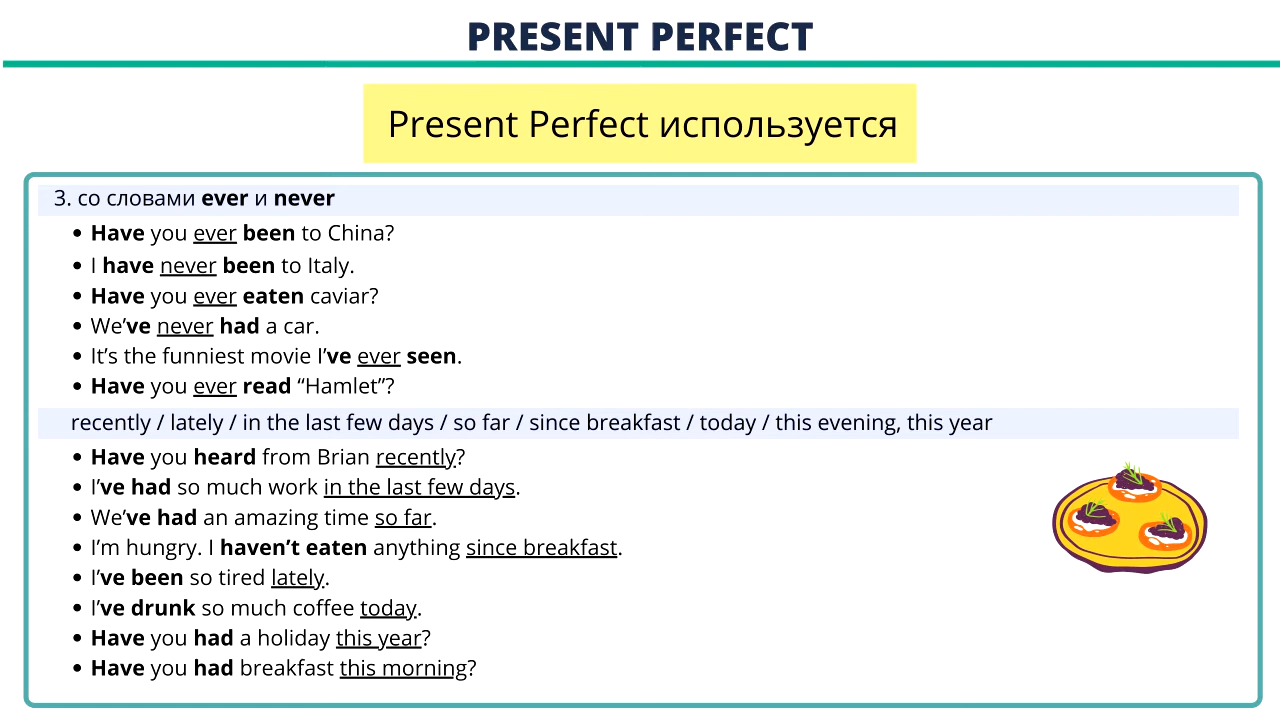 PRESENT PERFECT
Present Perfect используется
3. со словами ever и never
• Have you ever been to China?
• I have never been to Italy.
• Have you ever eaten caviar?
• We’ve never had a car.
• It’s the funniest movie I’ve ever seen.
• Have you ever read “Hamlet”?
recently / lately / in the last few days / so far / since breakfast / today / this evening, this year
• Have you heard from Brian recently?
• I’ve had so much work in the last few days.
• We’ve had an amazing time so far.
• I’m hungry. I haven’t eaten anything since breakfast.
• I’ve been so tired lately.
• I’ve drunk so much coffee today.
• Have you had a holiday this year?
• Have you had breakfast this morning?